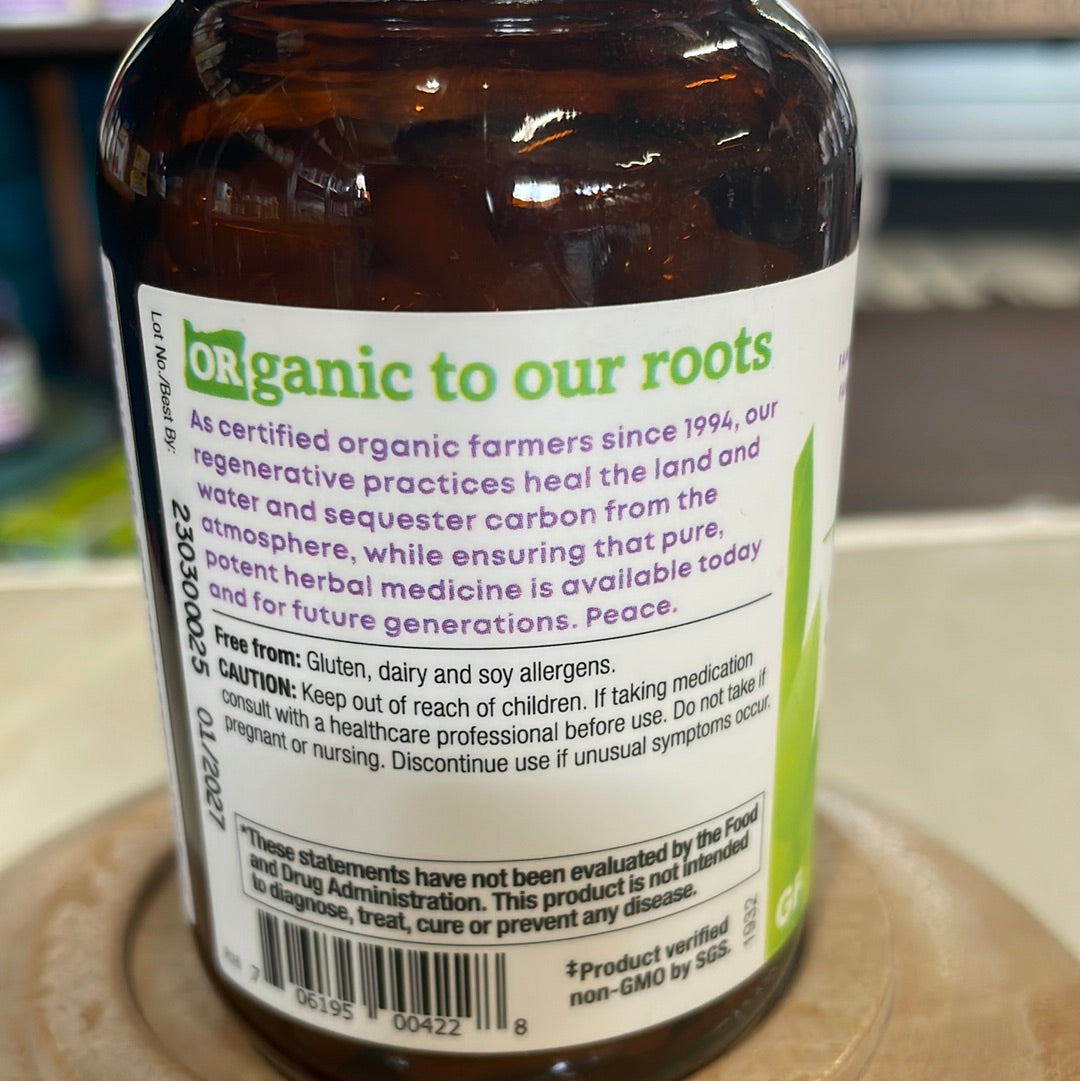 ORganic to our roots
As certified organic farmers since 1994, our
regenerative practices heal the land and
water and sequester carbon from the
atmosphere, while ensuring that pure,
potent herbal medicine is available today
and for future generations. Peace.
Free from: Gluten, dairy and soy allergens.
CAUTION: Keep out of reach of children. If taking medication
consult with a healthcare professional before use. Do not take if
pregnant or nursing. Discontinue use if unusual symptoms occur.
*These statements have not been evaluated by the Food
and Drug Administration. This product is not intended
to diagnose, treat, cure or prevent any disease.
‡Product verified
non-GMO by SGS.
1932
7 06195 00422 8
Lot No./Best By:
230300025 01/2027
GF